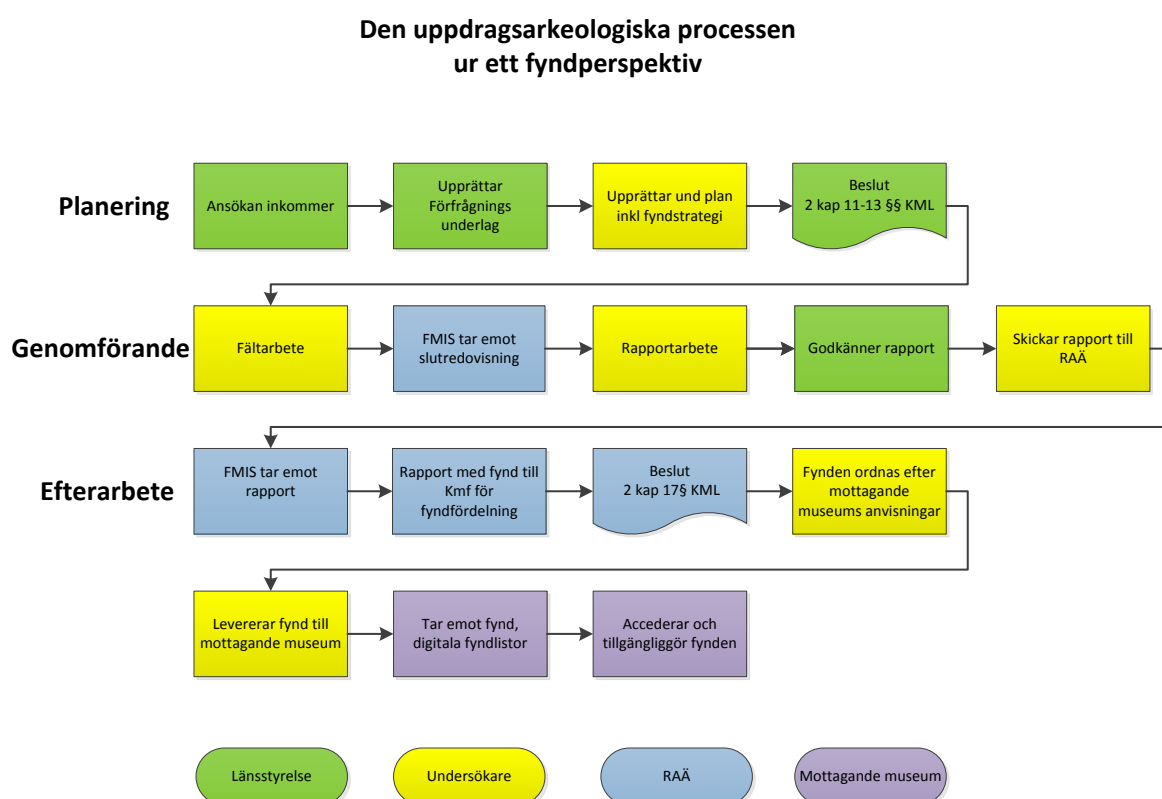 Den uppdragsarkeologiska processen
ur ett fyndperspektiv
Planering
Ansökan inkommer
Upprättar
Förfrågnings
underlag
Upprättar und plan
inkl fyndstrategi
Beslut
2 kap 11-13 §§ KML
Genomförande
Fältarbete
FMIS tar emot
slutredovisning
Rapportarbete
Godkänner rapport
Skickar rapport till
RAÄ
Efterarbete
FMIS tar emot
rapport
Rapport med fynd till
Kmf för
fyndfördelning
Beslut
2 kap 17§ KML
Fynden ordnas efter
mottagande
museums anvisningar
Levererar fynd till
mottagande museum
Tar emot fynd,
digitala fyndlistor
Accederar och
tillgängliggör fynden
Länsstyrelse
Undersökare
RAÄ
Mottagande museum